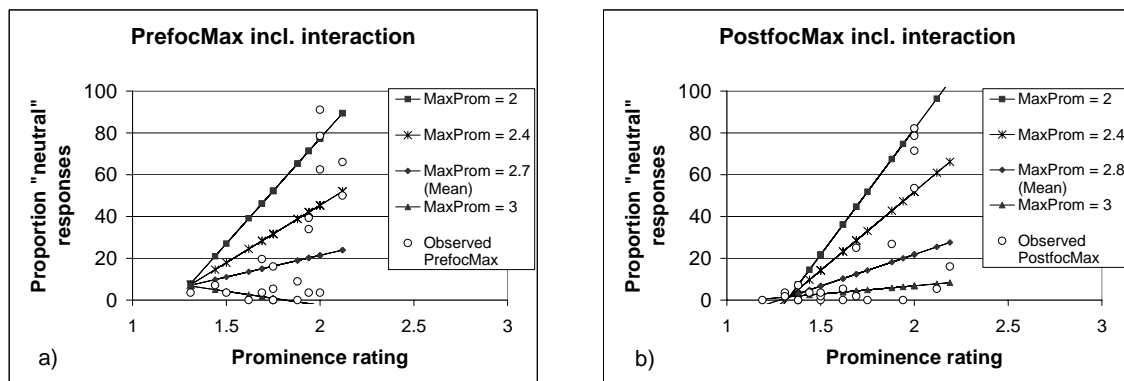 PrefocMax incl. interaction
100
80
60
40
20
0
1
1.5
2
2.5
3
Proportion "neutral"
responses
Prominence rating
MaxProm = 2
MaxProm = 2.4
MaxProm = 2.7
(Mean)
MaxProm = 3
Observed
PrefocMax
a)
PostfocMax incl. interaction
100
80
60
40
20
0
1
1.5
2
2.5
3
Proportion "neutral"
responses
Prominence rating
MaxProm = 2
MaxProm = 2.4
MaxProm = 2.8
(Mean)
MaxProm = 3
Observed
PostfocMax
b)